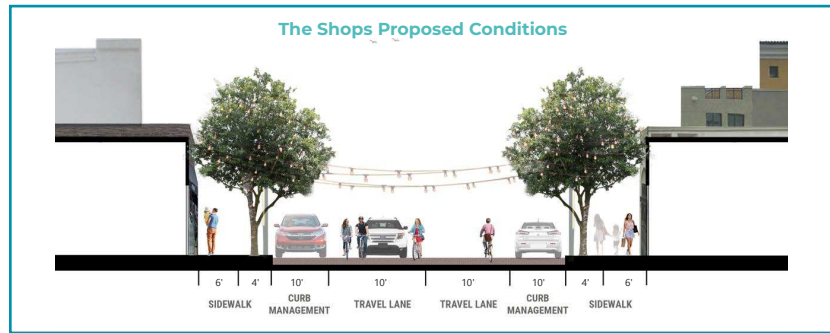 The Shops Proposed Conditions
6' 4' 10' 10' 10' 10' 4' 6'
SIDEWALK CURB MANAGEMENT TRAVEL LANE TRAVEL LANE CURB MANAGEMENT SIDEWALK